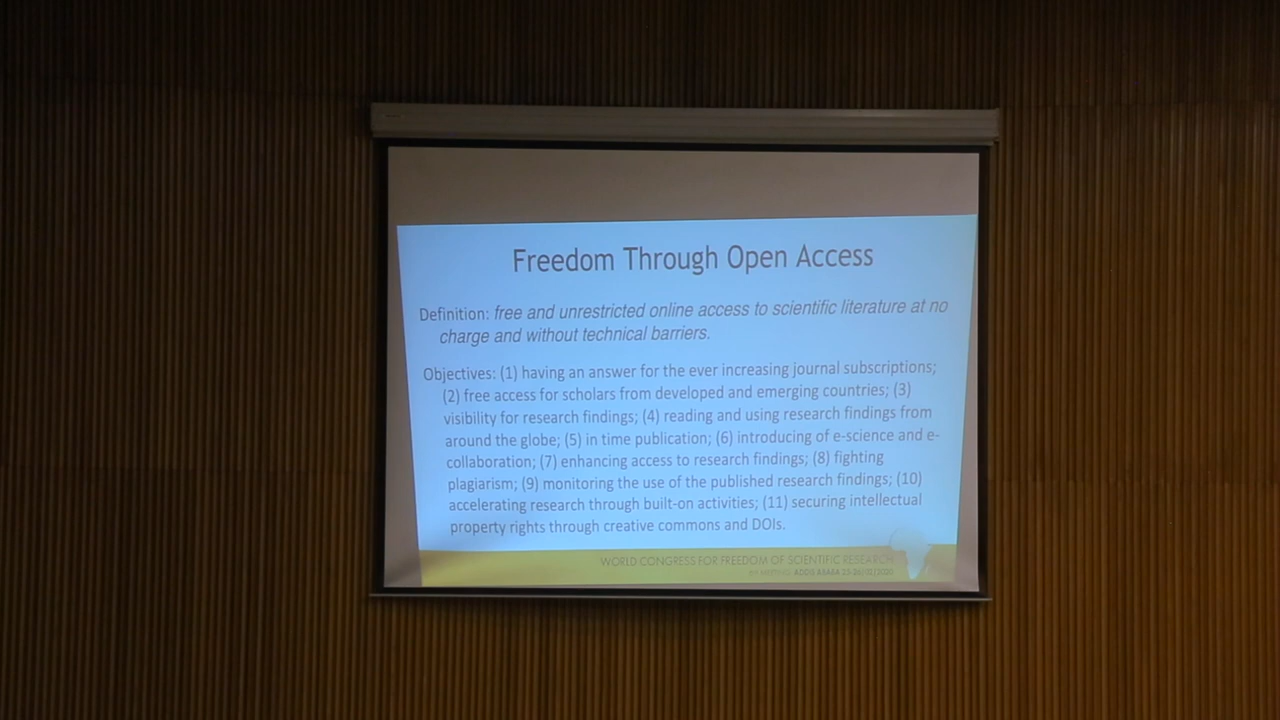 Freedom Through Open Access
Definition: free and unrestricted online access to scientific literature at no
charge and without technical barriers.
Objectives: (1) having an answer for the ever increasing journal subscriptions;
(2) free access for scholars from developed and emerging countries; (3)
visibility for research findings; (4) reading and using research findings from
around the globe; (5) in time publication; (6) introducing of e-science and e-
collaboration; (7) enhancing access to research findings; (8) fighting
plagiarism; (9) monitoring the use of the published research findings; (10)
accelerating research through built-on activities; (11) securing intellectual
property rights through creative commons and DOIs.
WORLD CONGRESS FOR FREEDOM OF SCIENTIFIC RESEARCH
MEETING ADDIS ABABA